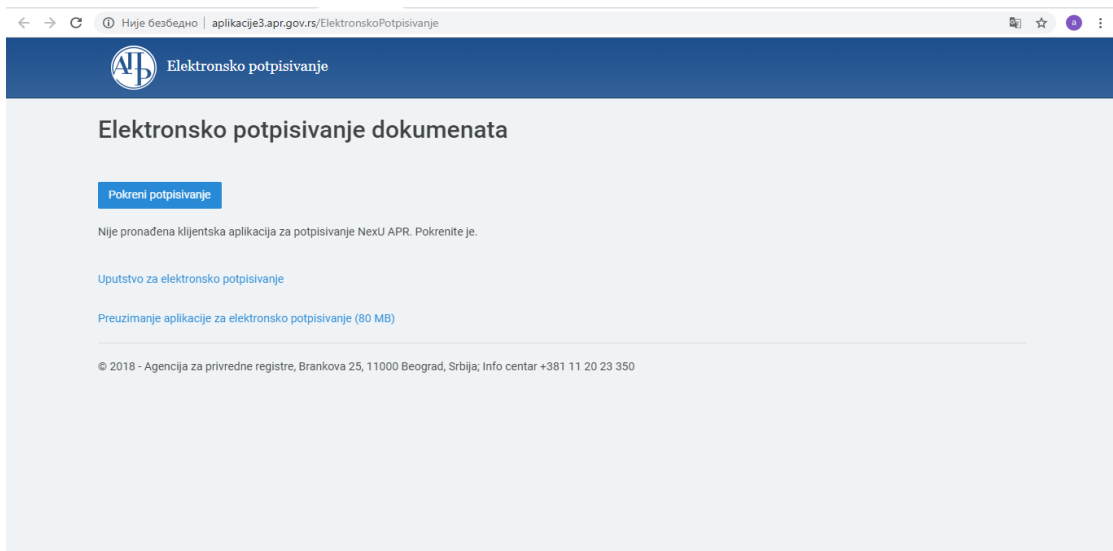 Није безбедно | aplikacije3.apr.gov.rs/ElektronskoPotpisivanje
a
АПР Elektronsko potpisivanje
Elektronsko potpisivanje dokumenata
Pokreni potpisivanje
Nije pronađena klijentska aplikacija za potpisivanje NexU APR. Pokrenite je.
Uputstvo za elektronsko potpisivanje
Preuzimanje aplikacije za elektronsko potpisivanje (80 MB)
© 2018 - Agencija za privredne registre, Brankova 25, 11000 Beograd, Srbija; Info centar +381 11 20 23 350